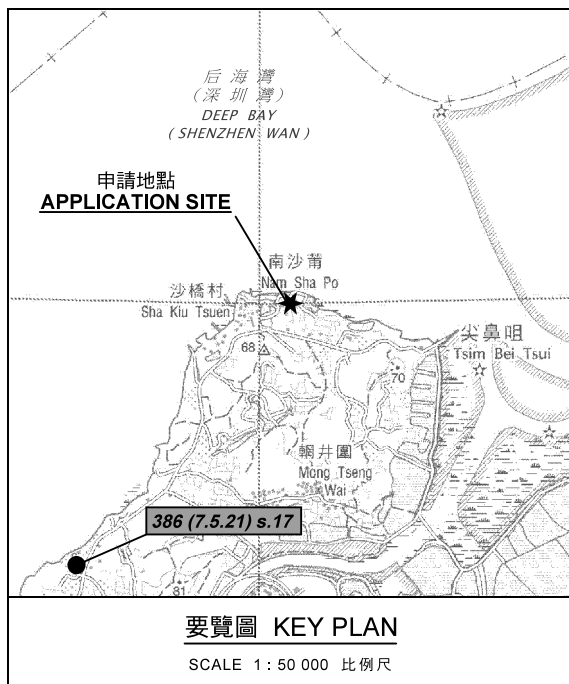 后海灣
(深圳灣)
DEEP BAY
(SHENZHEN WAN)
申請地點
APPLICATION SITE
南沙莆
Nam Sha Po
沙橋村
Sha Kiu Tsuen
尖鼻咀
Tsim Bei Tsui
68
70
輞井圍
Mong Tseng
Wai
386 (7.5.21) s.17
81
要覽圖 KEY PLAN
SCALE 1 : 50 000 比例尺